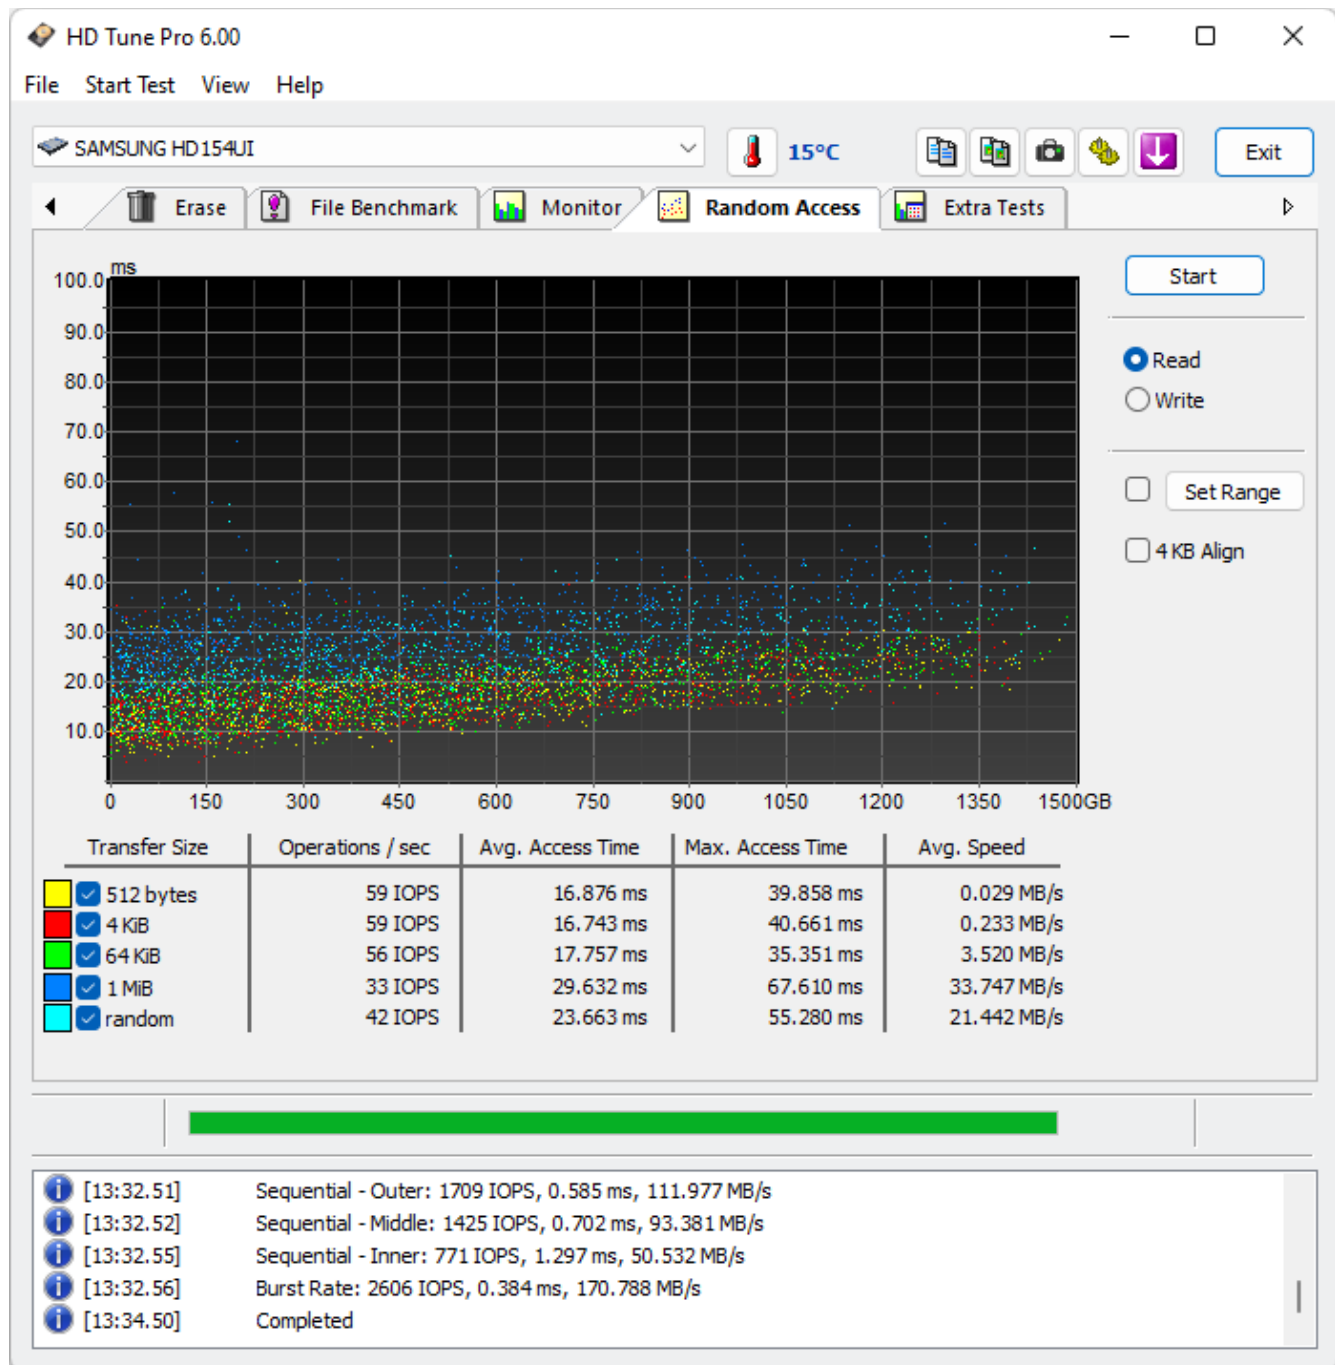 HD Tune Pro 6.00
File Start Test View Help
SAMSUNG HD154UI 15°C Exit
Erase File Benchmark Monitor Random Access Extra Tests
ms
100.0
90.0
80.0
70.0
60.0
50.0
40.0
30.0
20.0
10.0
0 150 300 450 600 750 900 1050 1200 1350 1500GB
Start
Read
Write
Set Range
4 KB Align
Transfer Size Operations / sec Avg. Access Time Max. Access Time Avg. Speed
512 bytes 59 IOPS 16.876 ms 39.858 ms 0.029 MB/s
4 KiB 59 IOPS 16.743 ms 40.661 ms 0.233 MB/s
64 KiB 56 IOPS 17.757 ms 35.351 ms 3.520 MB/s
1 MiB 33 IOPS 29.632 ms 67.610 ms 33.747 MB/s
random 42 IOPS 23.663 ms 55.280 ms 21.442 MB/s
[13:32.51] Sequential - Outer: 1709 IOPS, 0.585 ms, 111.977 MB/s
[13:32.52] Sequential - Middle: 1425 IOPS, 0.702 ms, 93.381 MB/s
[13:32.55] Sequential - Inner: 771 IOPS, 1.297 ms, 50.532 MB/s
[13:32.56] Burst Rate: 2606 IOPS, 0.384 ms, 170.788 MB/s
[13:34.50] Completed